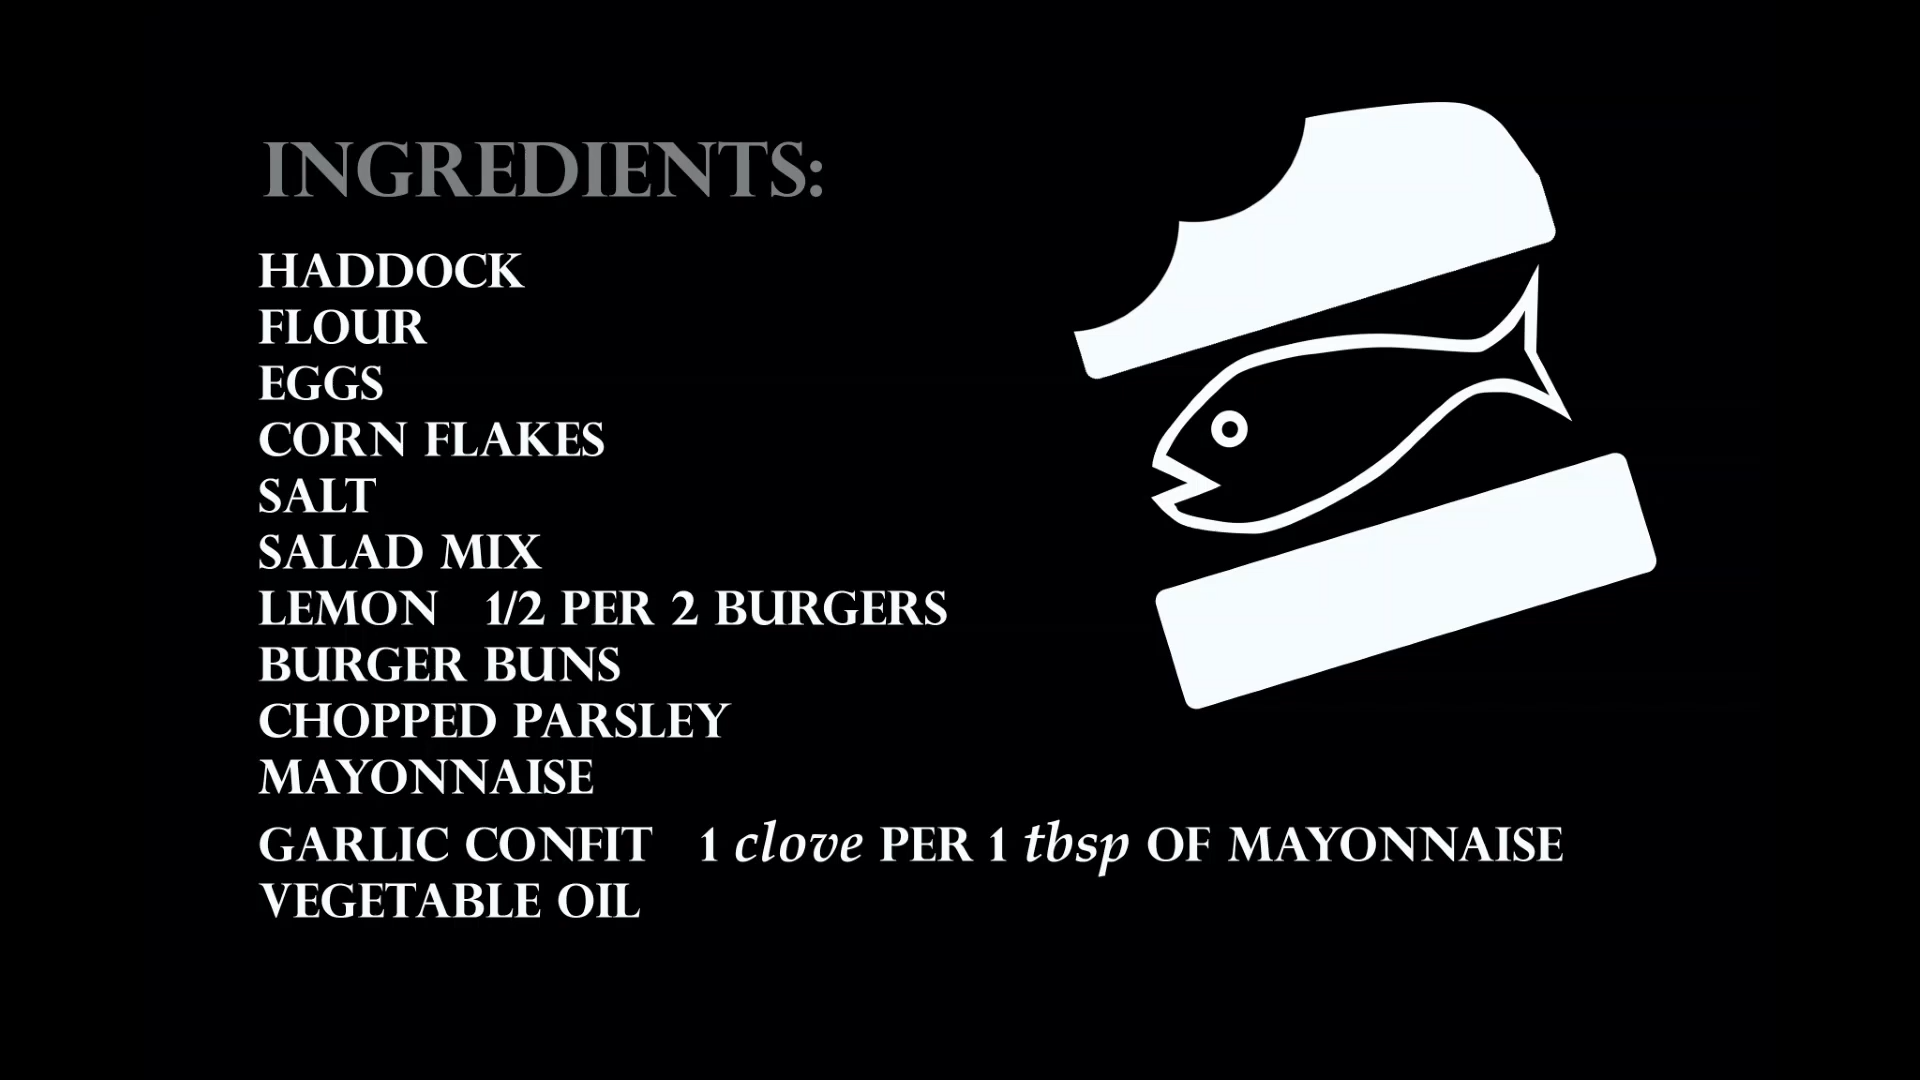 INGREDIENTS:
HADDOCK
FLOUR
EGGS
CORN FLAKES
SALT
SALAD MIX
LEMON 1/2 PER 2 BURGERS
BURGER BUNS
CHOPPED PARSLEY
MAYONNAISE
GARLIC CONFIT 1 clove PER 1 tbsp OF MAYONNAISE
VEGETABLE OIL